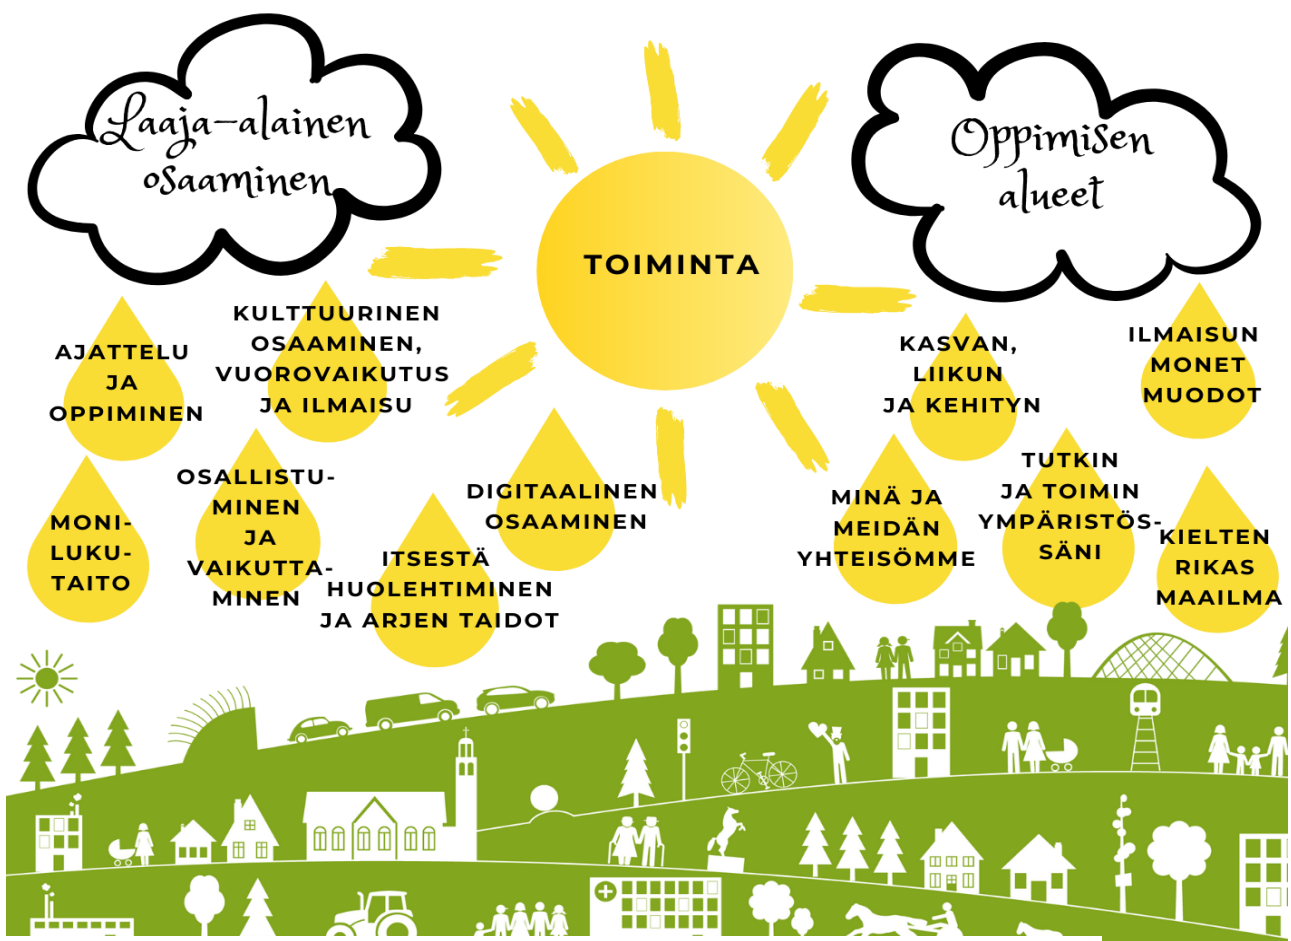 Laaja-alainen
osaaminen
Oppimisen
alueet
TOIMINTA
AJATTELU
JA
OPPIMINEN
KULTTUURINEN
OSAAMINEN,
VUOROVAIKUTUS
JA ILMAISU
MONI-
LUKU-
TAITO
OSALLISTU-
MINEN
JA
VAIKUTTA-
MINEN
ITSESTÄ
HUOLEHTIMINEN
JA ARJEN TAIDOT
DIGITAALINEN
OSAAMINEN
KASVAN,
LIIKUN
JA KEHITYN
ILMAISUN
MONET
MUODOT
MINÄ JA
MEIDÄN
YHTEISÖMME
TUTKIN
JA TOIMIN
YMPÄRISTÖS-
SÄNI
KIELTEN
RIKAS
MAAILMA